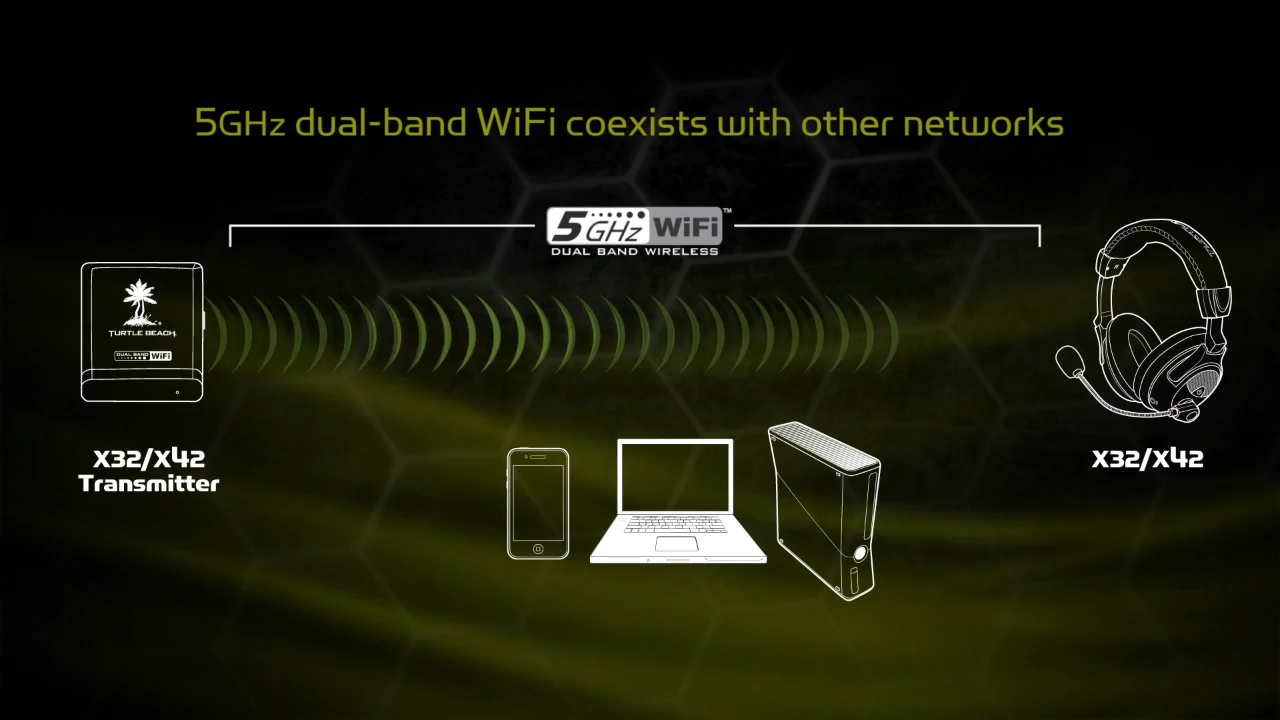 5GHz dual-band WiFi coexists with other networks
5GHz WiFi™
DUAL BAND WIRELESS
TURTLE BEACH®
DUAL BAND WiFi
X32/X42
Transmitter
X32/X42